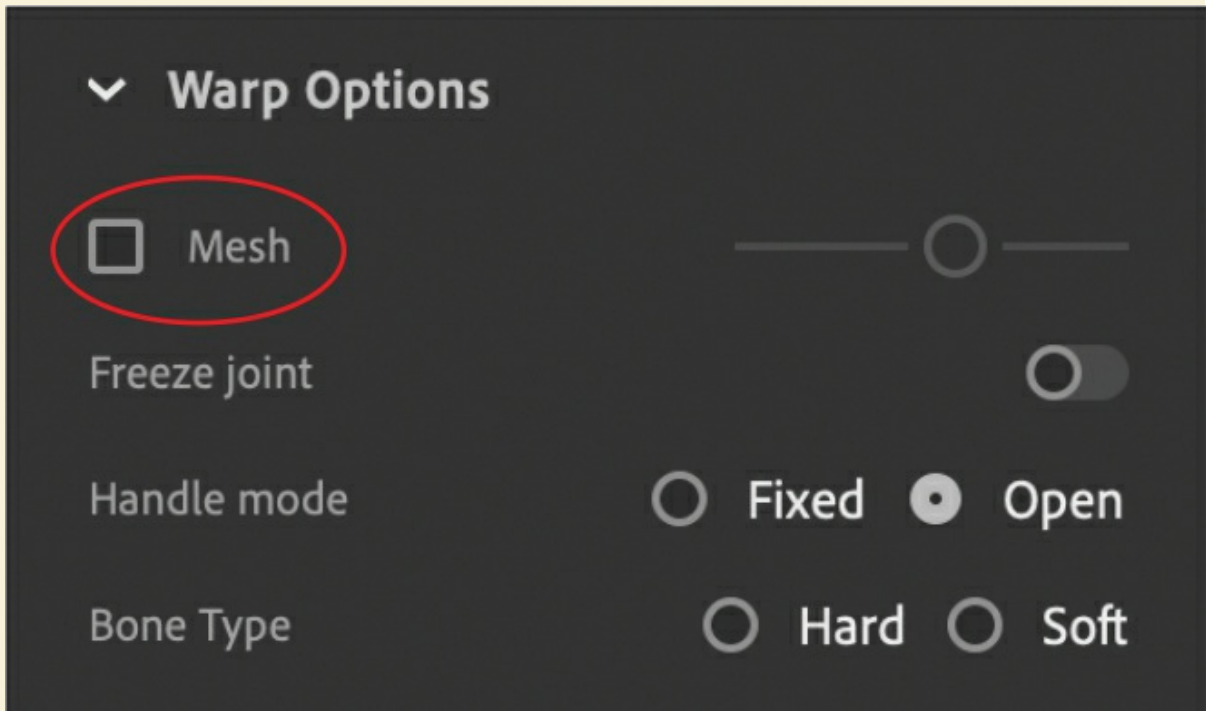 Warp Options
Mesh
Freeze joint
Handle mode Fixed Open
Bone Type Hard Soft